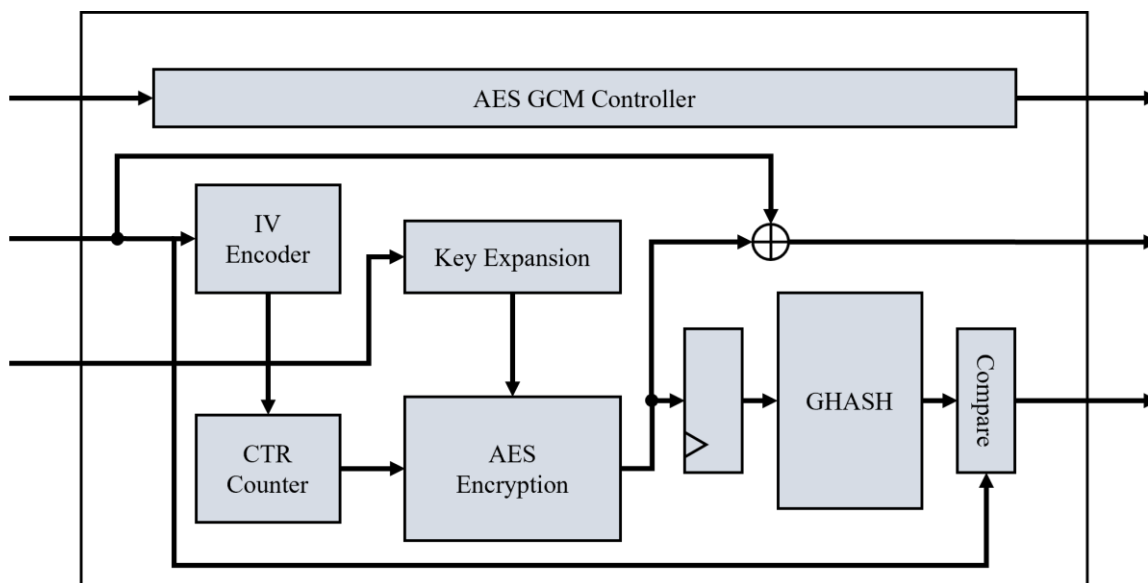 AES GCM Controller
IV
Encoder
Key Expansion
CTR
Counter
AES
Encryption
GHASH
Compare